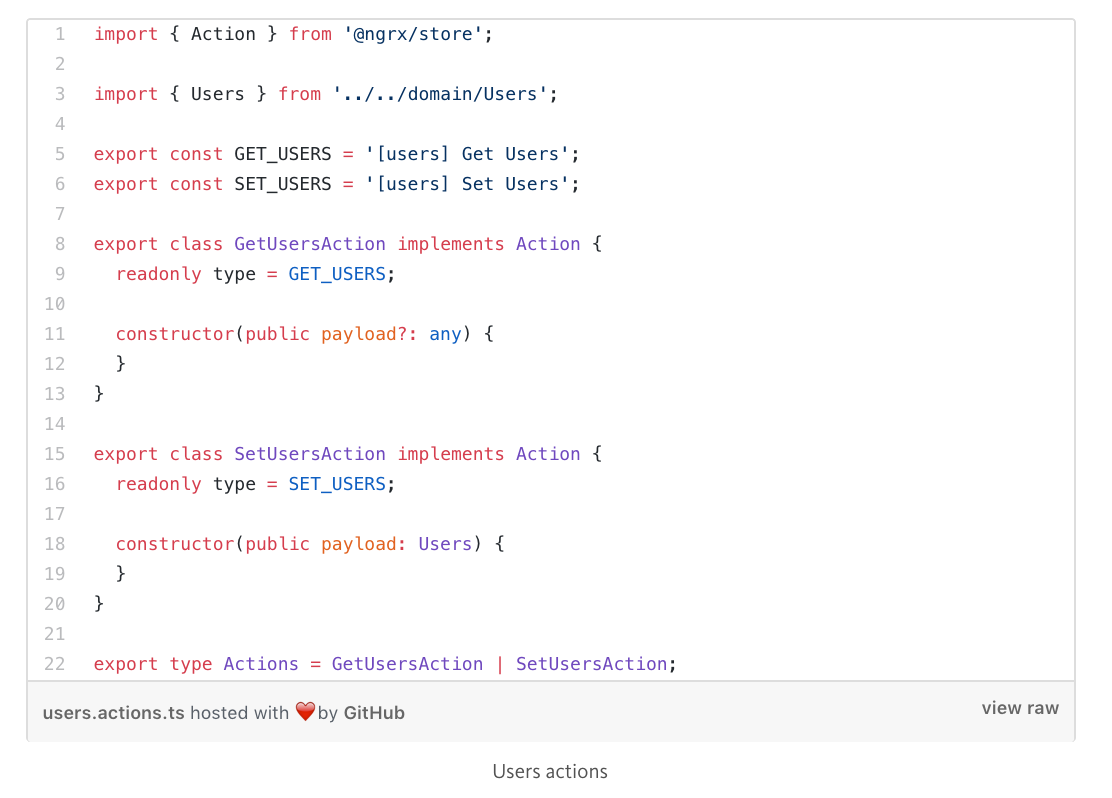 1 import { Action } from '@ngrx/store';
2
3 import { Users } from '../../domain/Users';
4
5 export const GET_USERS = '[users] Get Users';
6 export const SET_USERS = '[users] Set Users';
7
8 export class GetUsersAction implements Action {
9   readonly type = GET_USERS;
10
11   constructor(public payload?: any) {
12   }
13 }
14
15 export class SetUsersAction implements Action {
16   readonly type = SET_USERS;
17
18   constructor(public payload: Users) {
19   }
20 }
21
22 export type Actions = GetUsersAction | SetUsersAction;
users.actions.ts hosted with ❤ by GitHub view raw
Users actions